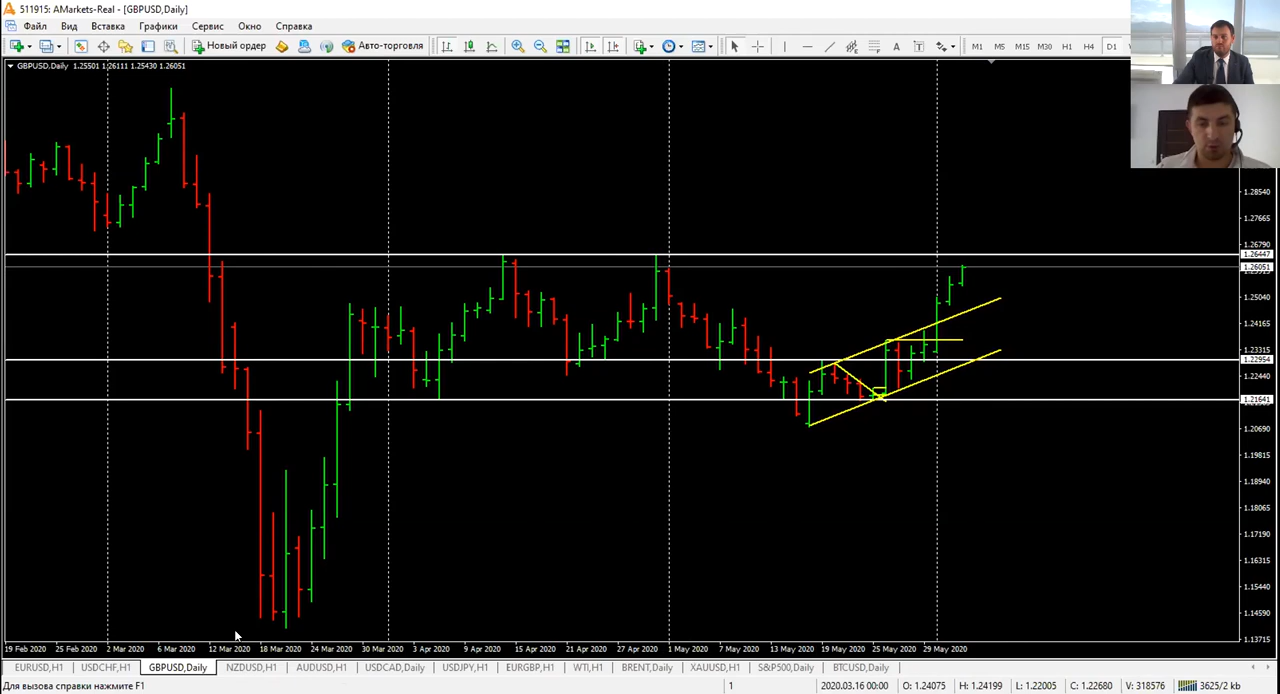 511915: AMarkets-Real - [GBPUSD,Daily]
Файл Вид Вставка Графики Сервис Окно Справка
Новый ордер Авто-торговля A T M1 M5 M15 M30 H1 H4 D1
GBPUSD,Daily 1.25501 1.26111 1.25430 1.26051
1.28540
1.27665
1.26790
1.26447
1.26051
1.25040
1.24165
1.23315
1.22954
1.22440
1.21641
1.20690
1.19815
1.18940
1.18065
1.17190
1.16315
1.15440
1.14590
1.13715
19 Feb 2020 25 Feb 2020 2 Mar 2020 6 Mar 2020 12 Mar 2020 18 Mar 2020 24 Mar 2020 30 Mar 2020 3 Apr 2020 9 Apr 2020 15 Apr 2020 21 Apr 2020 27 Apr 2020 1 May 2020 7 May 2020 13 May 2020 19 May 2020 25 May 2020 29 May 2020
EURUSD,H1 USDCHF,H1 GBPUSD,Daily NZDUSD,H1 AUDUSD,H1 USDCAD,Daily USDJPY,H1 EURGBP,H1 WTI,H1 BRENT,Daily XAUUSD,H1 S&P500,Daily BTCUSD,Daily
Для вызова справки нажмите F1 1 2020.03.16 00:00 O: 1.24075 H: 1.24199 L: 1.22005 C: 1.22680 V: 318576 3625/2 kb